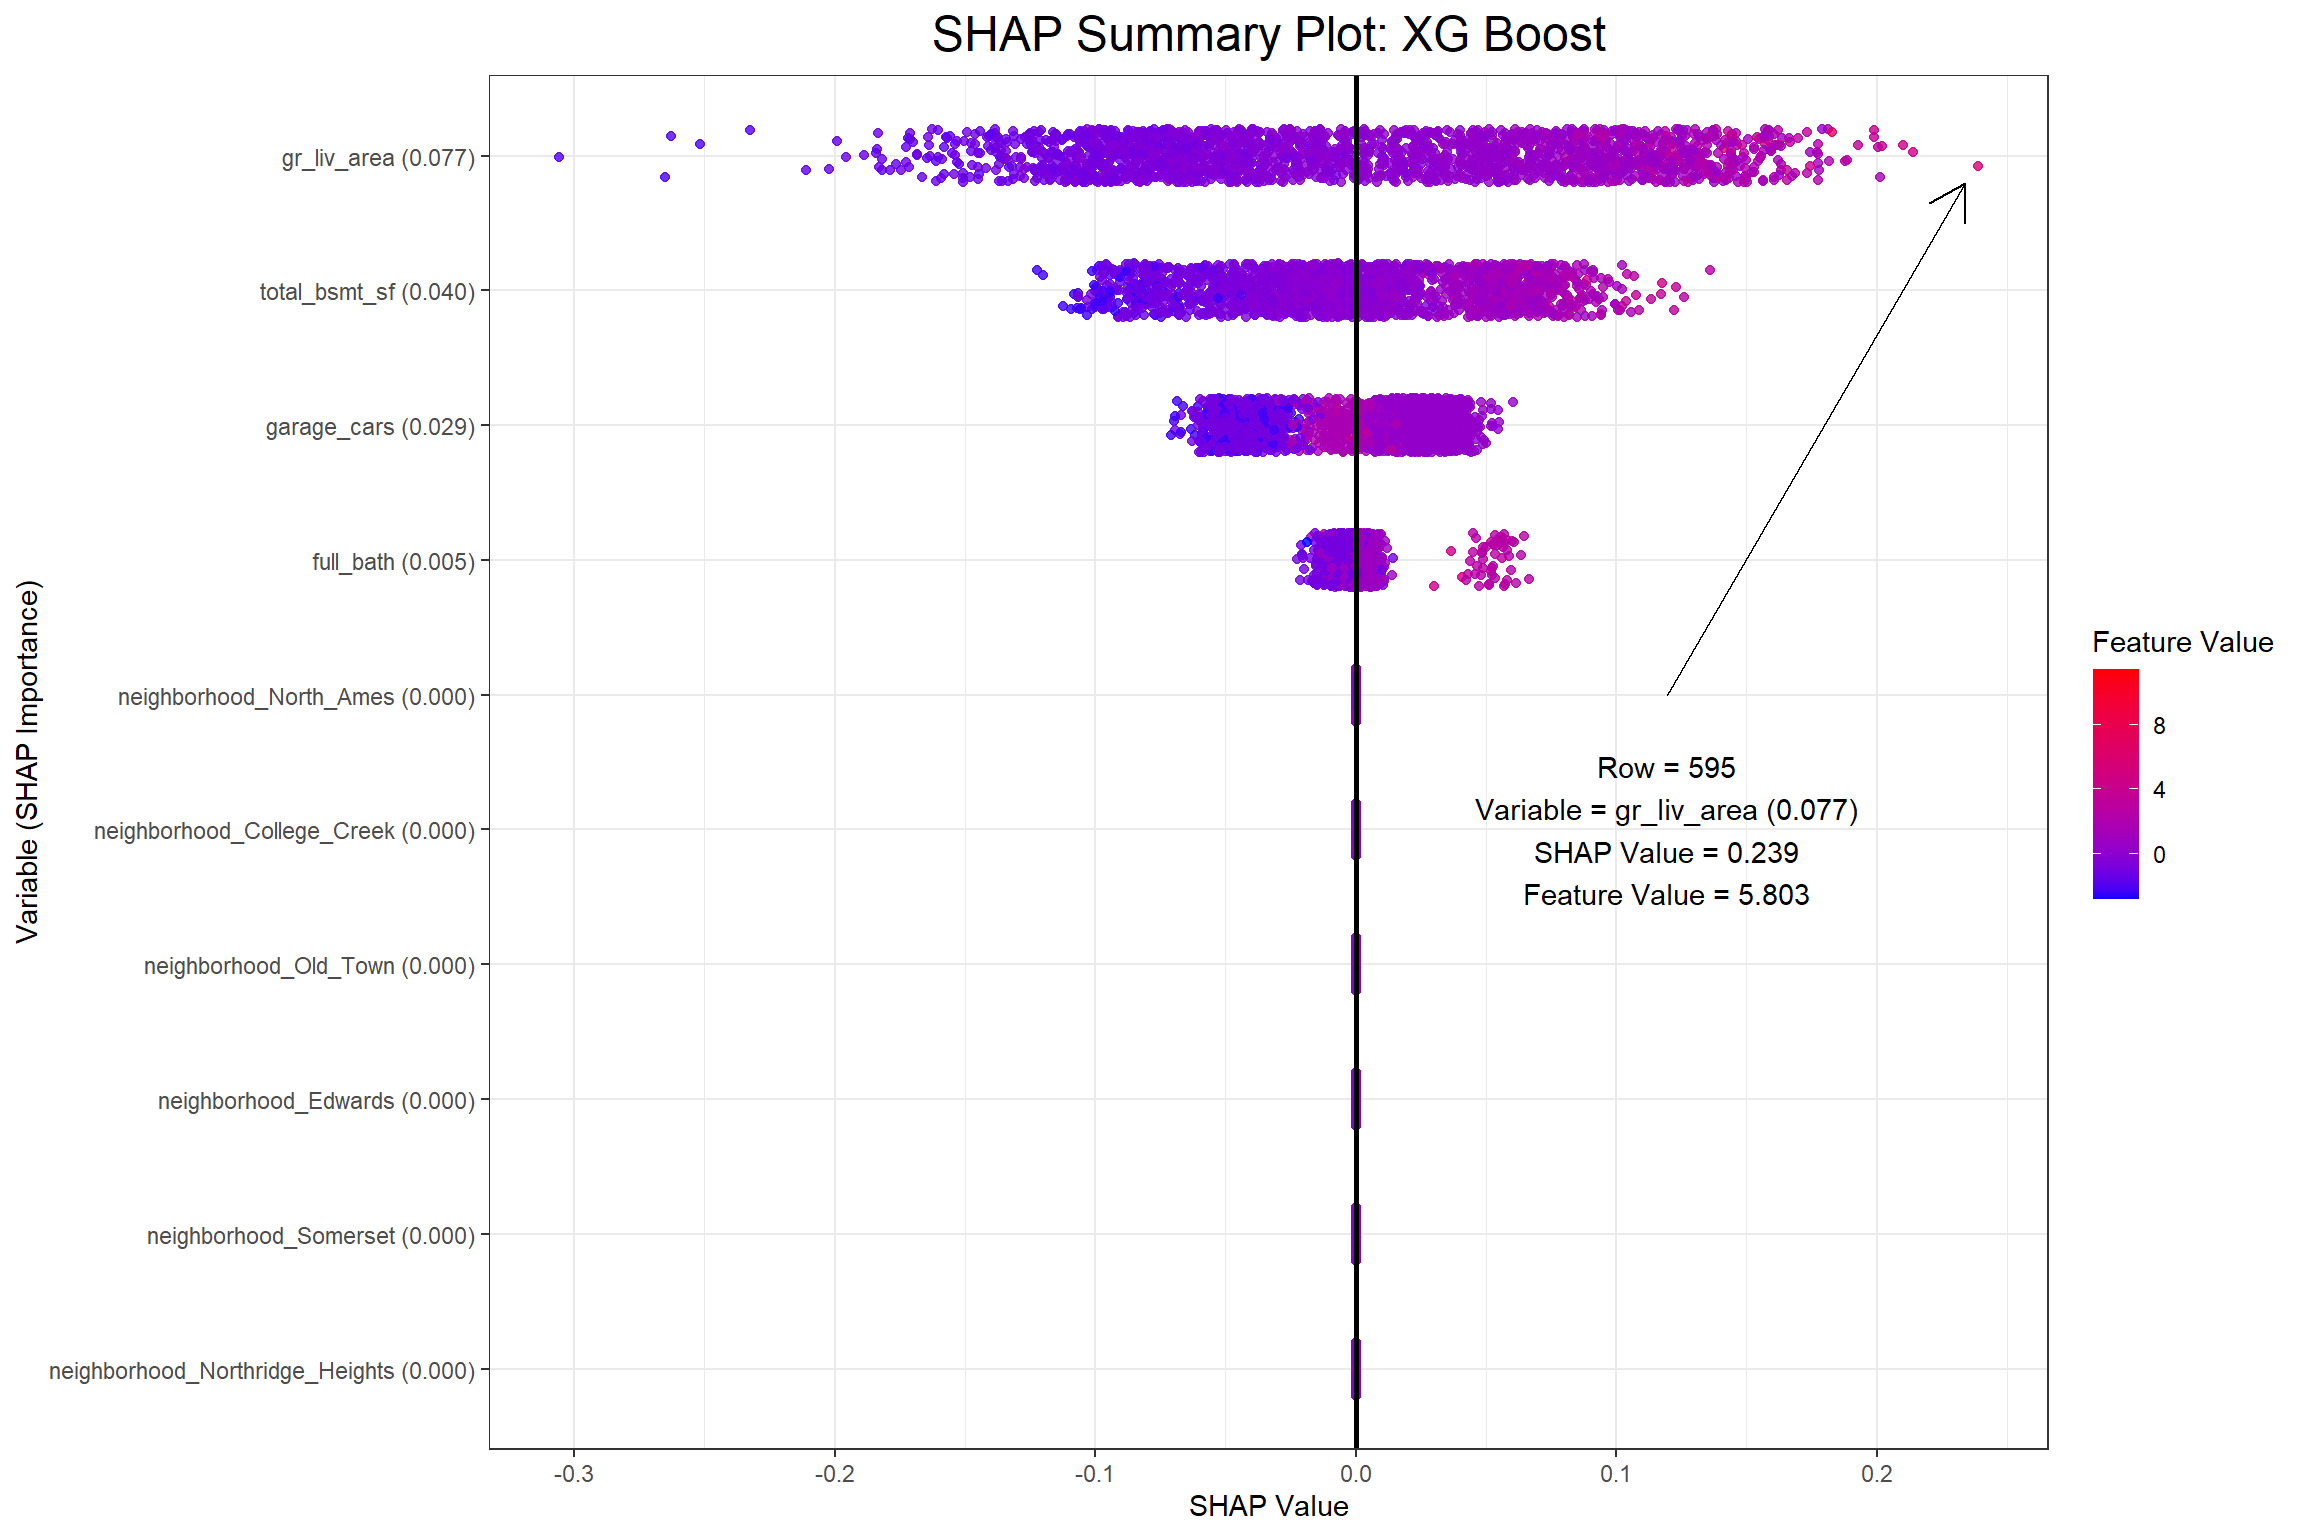 SHAP Summary Plot: XG Boost
gr_liv_area (0.077)
total_bsmt_sf (0.040)
garage_cars (0.029)
full_bath (0.005)
neighborhood_North_Ames (0.000)
neighborhood_College_Creek (0.000)
neighborhood_Old_Town (0.000)
neighborhood_Edwards (0.000)
neighborhood_Somerset (0.000)
neighborhood_Northridge_Heights (0.000)
Variable (SHAP Importance)
Row = 595
Variable = gr_liv_area (0.077)
SHAP Value = 0.239
Feature Value = 5.803
Feature Value
8
4
0
-0.3
-0.2
-0.1
0.0
0.1
0.2
SHAP Value